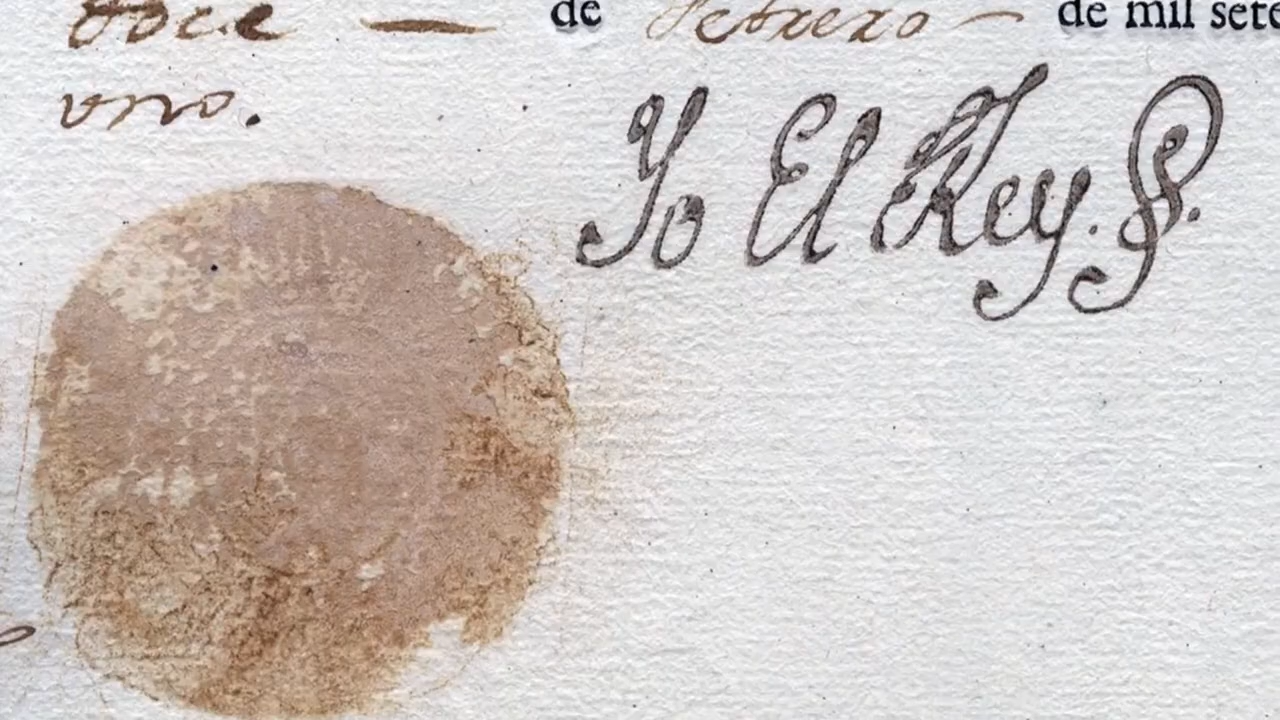 doce — de Febrero — de mil sete
uno.
Yo El Rey.